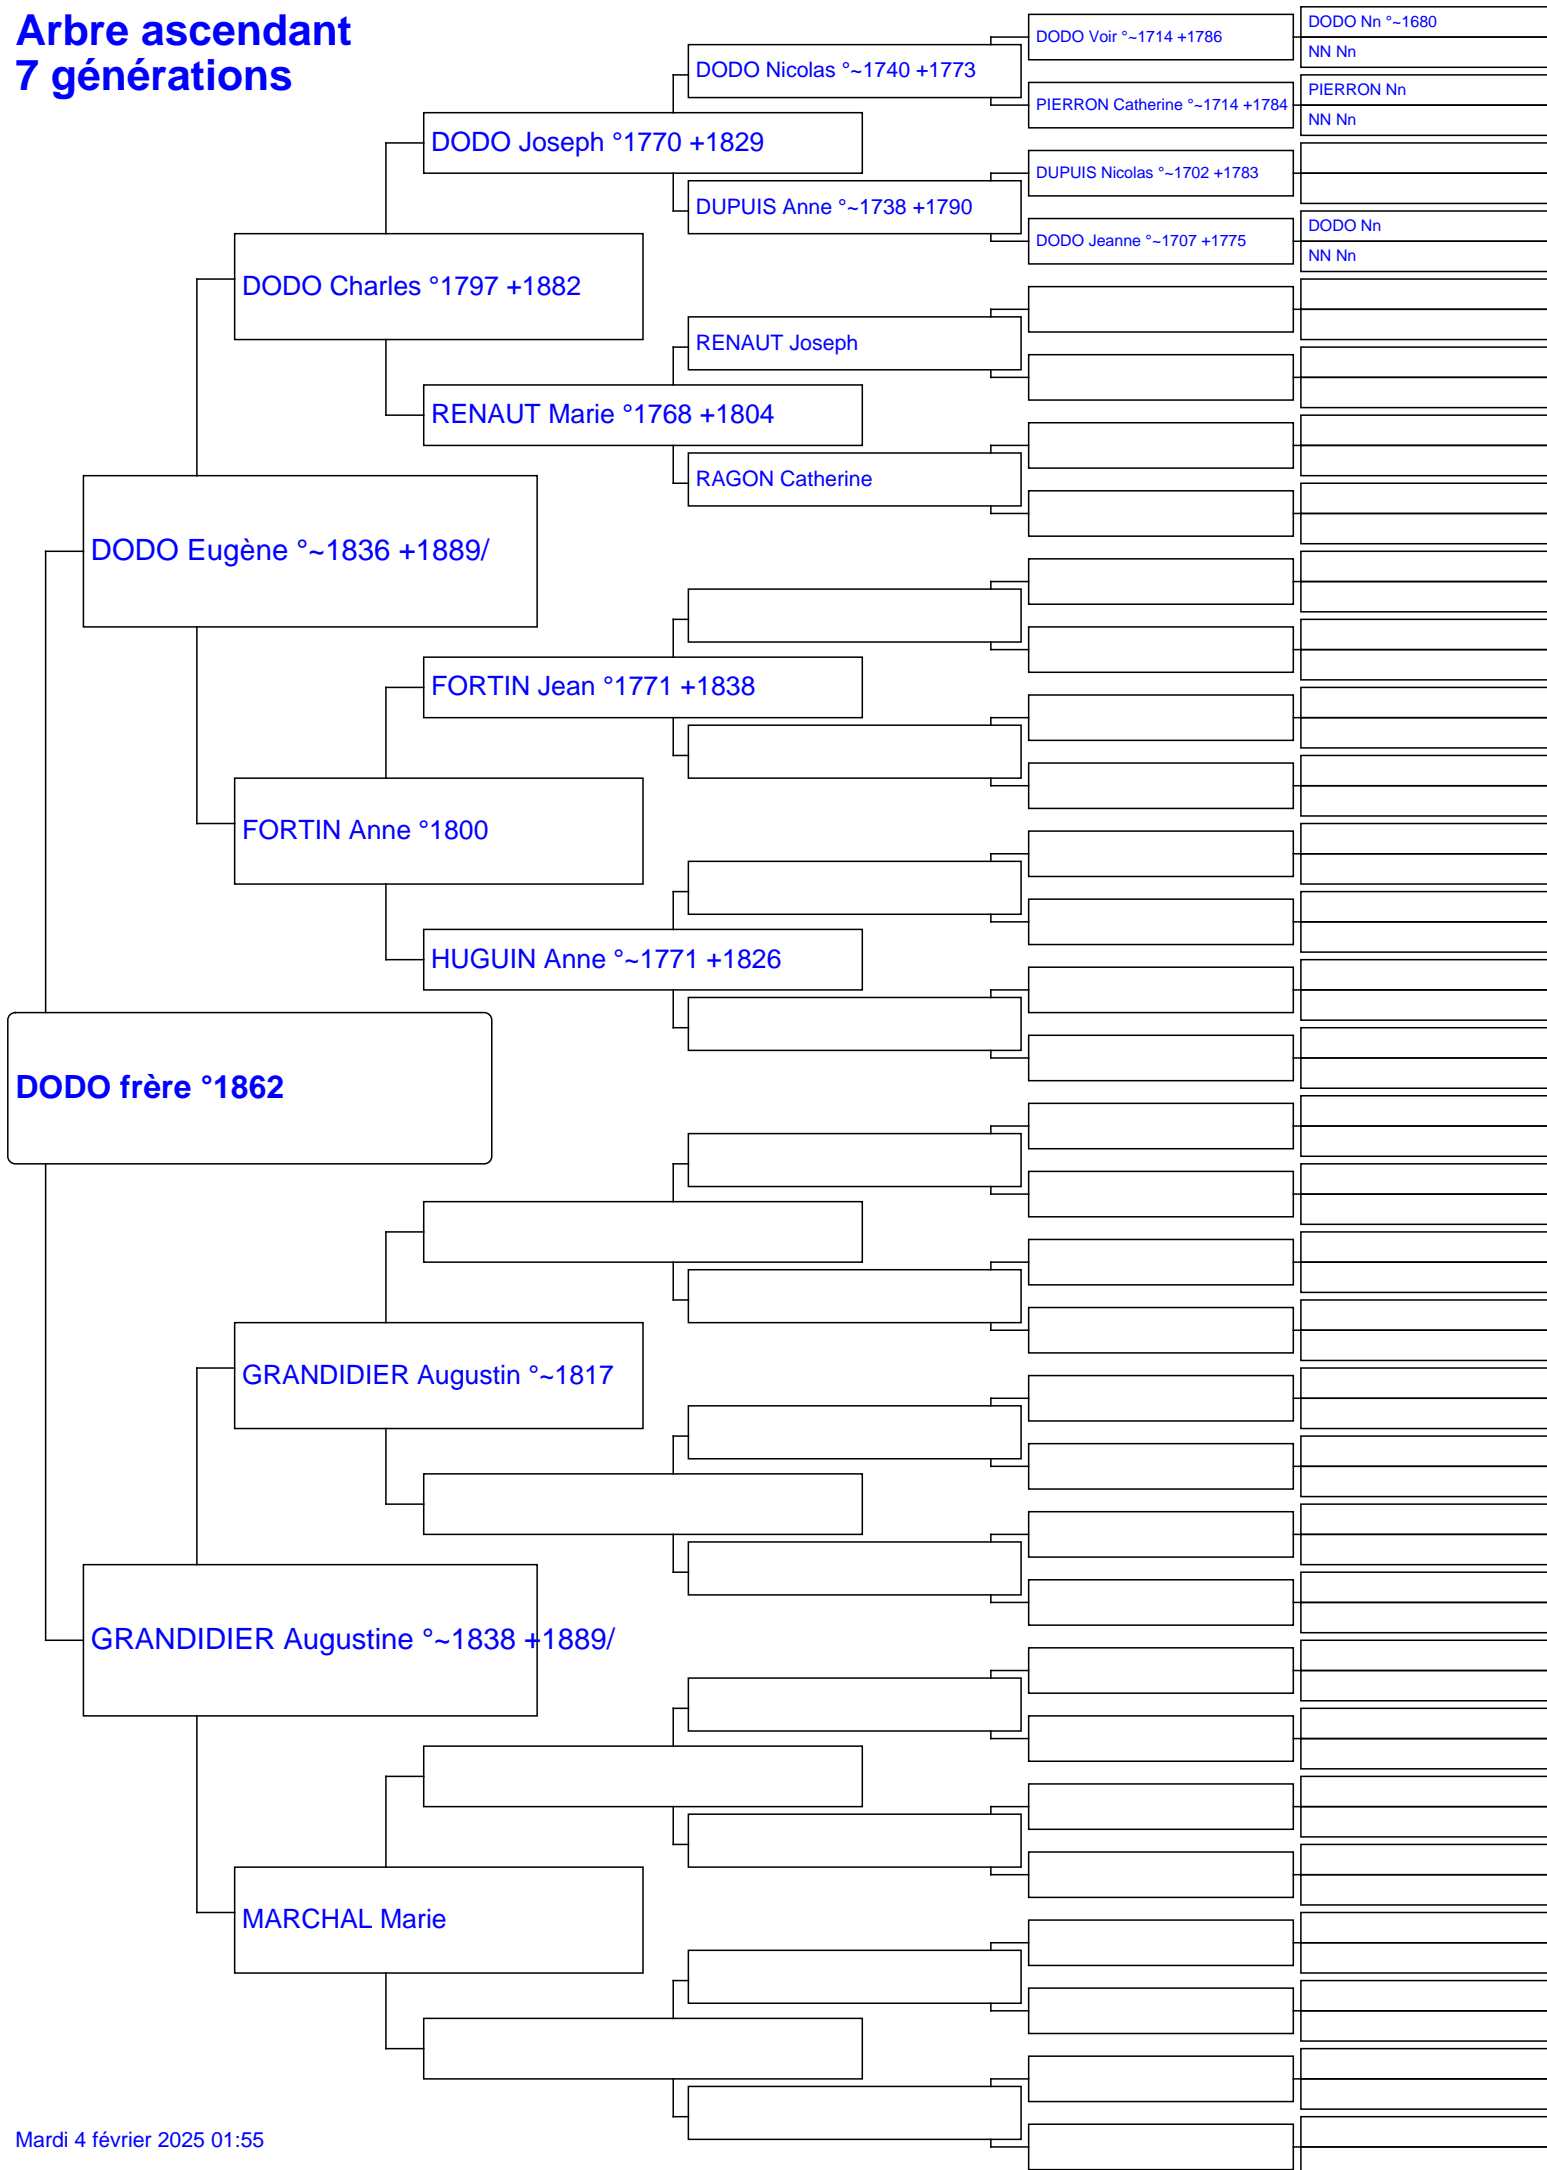 Arbre ascendant
7 générations
DODO Voir °~1714 +1786
DODO Nn °~1680
NN Nn
DODO Nicolas °~1740 +1773
PIERRON Catherine °~1714 +1784
PIERRON Nn
NN Nn
DODO Joseph °1770 +1829
DUPUIS Nicolas °~1702 +1783
DUPUIS Anne °~1738 +1790
DODO Jeanne °~1707 +1775
DODO Nn
NN Nn
DODO Charles °1797 +1882
RENAUT Joseph
RENAUT Marie °1768 +1804
RAGON Catherine
DODO Eugène °~1836 +1889/
FORTIN Jean °1771 +1838
FORTIN Anne °1800
HUGUIN Anne °~1771 +1826
DODO frère °1862
GRANDIDIER Augustin °~1817
GRANDIDIER Augustine °~1838 +1889/
MARCHAL Marie
Mardi 4 février 2025 01:55